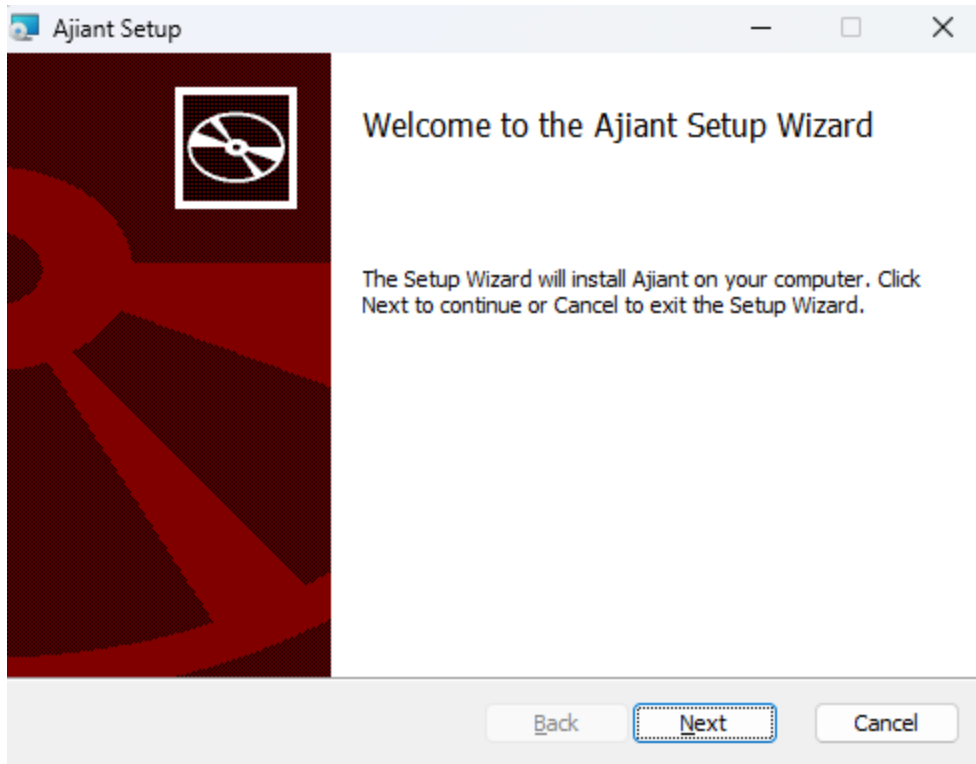 Ajiant Setup
Welcome to the Ajiant Setup Wizard
The Setup Wizard will install Ajiant on your computer. Click
Next to continue or Cancel to exit the Setup Wizard.
Back Next Cancel